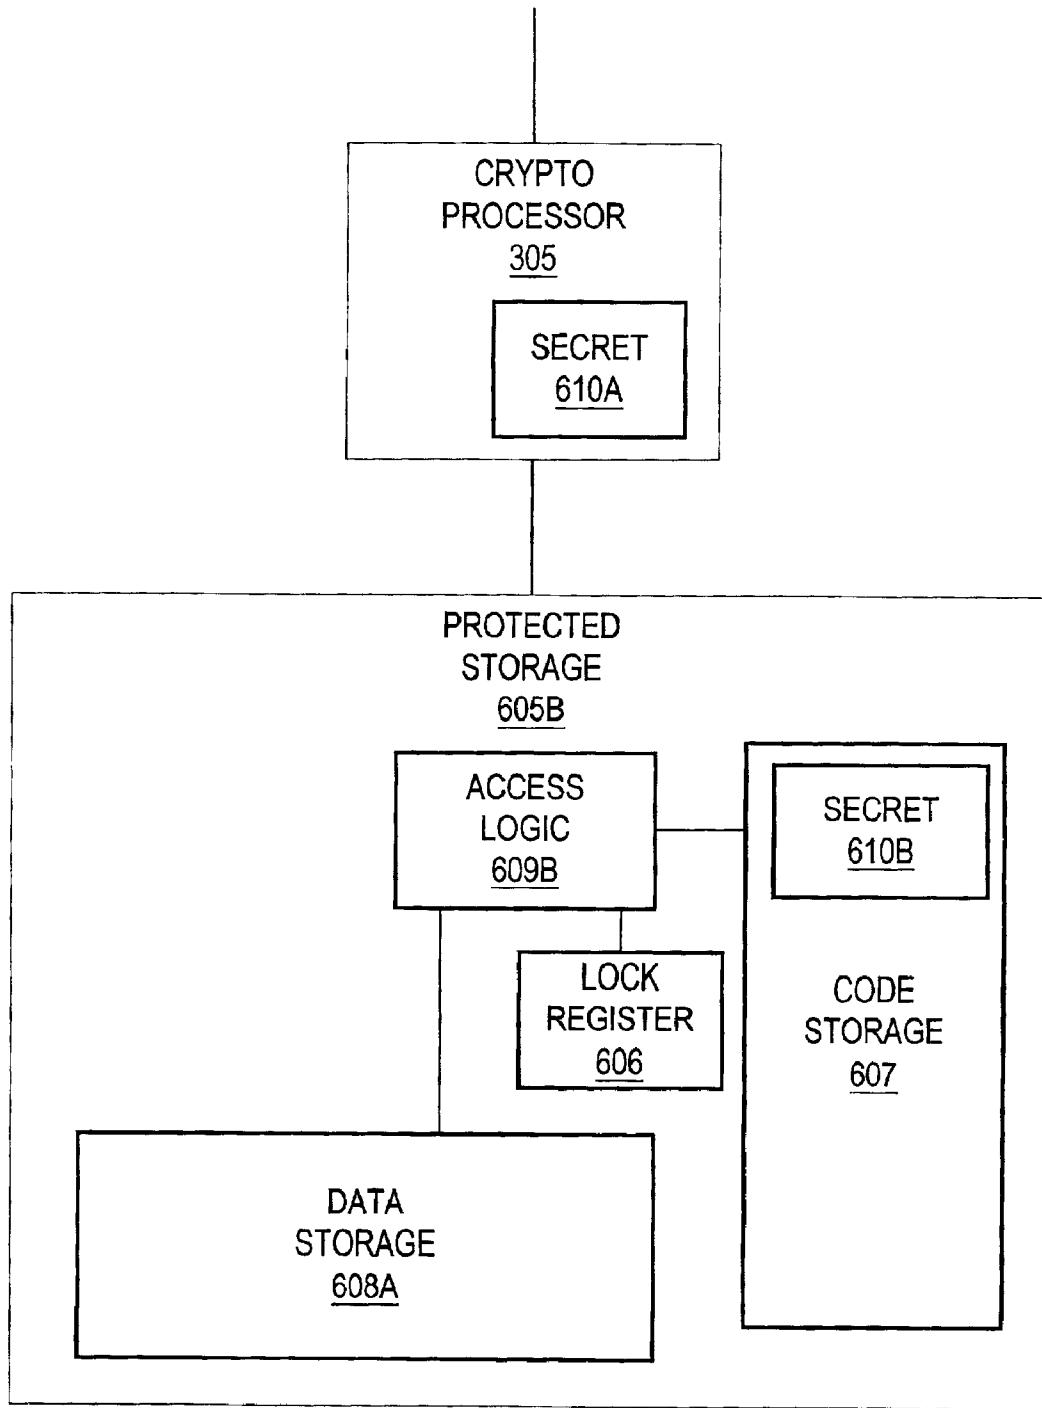 CRYPTO
PROCESSOR
305
SECRET
610A
PROTECTED
STORAGE
605B
ACCESS
LOGIC
609B
SECRET
610B
LOCK
REGISTER
606
CODE
STORAGE
607
DATA
STORAGE
608A